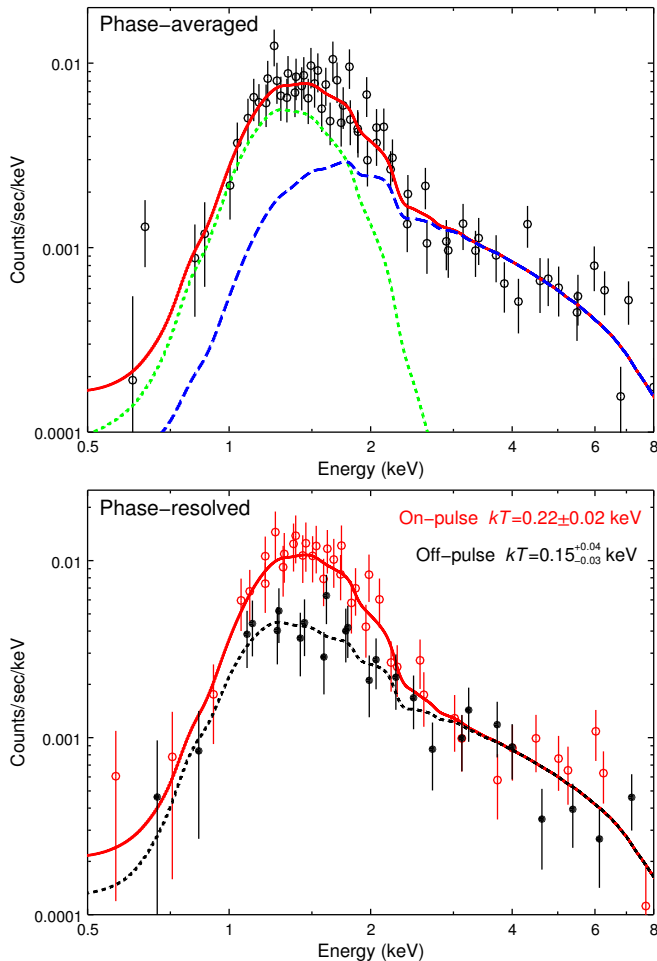 Phase-averaged
0.01
0.001
0.0001
Counts/sec/keV
0.5
1
2
4
6
8
Energy (keV)
Phase-resolved
On-pulse kT=0.22±0.02 keV
Off-pulse kT=0.15+0.04−0.03 keV
0.01
0.001
0.0001
Counts/sec/keV
0.5
1
2
4
6
8
Energy (keV)